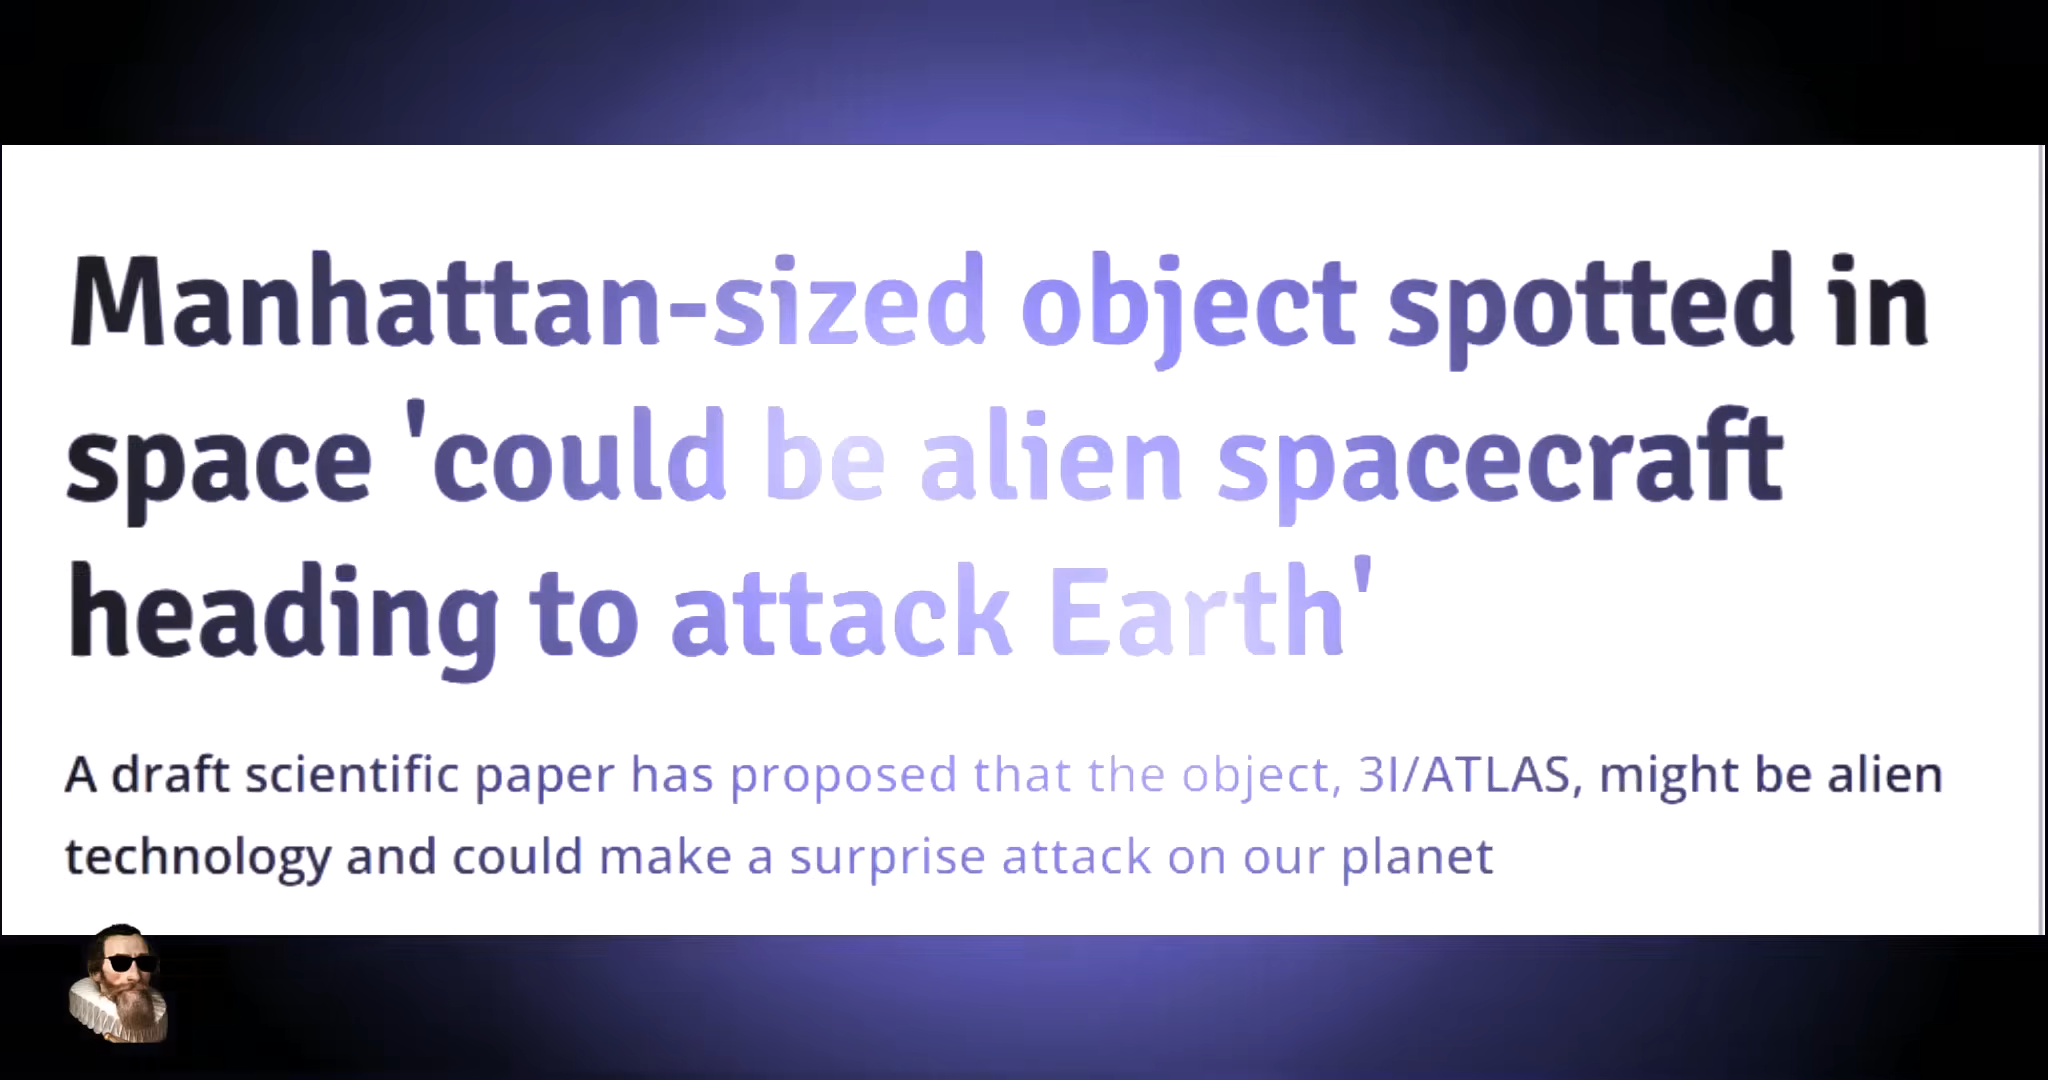 Manhattan-sized object spotted in
space 'could be alien spacecraft
heading to attack Earth'
A draft scientific paper has proposed that the object, 3I/ATLAS, might be alien
technology and could make a surprise attack on our planet